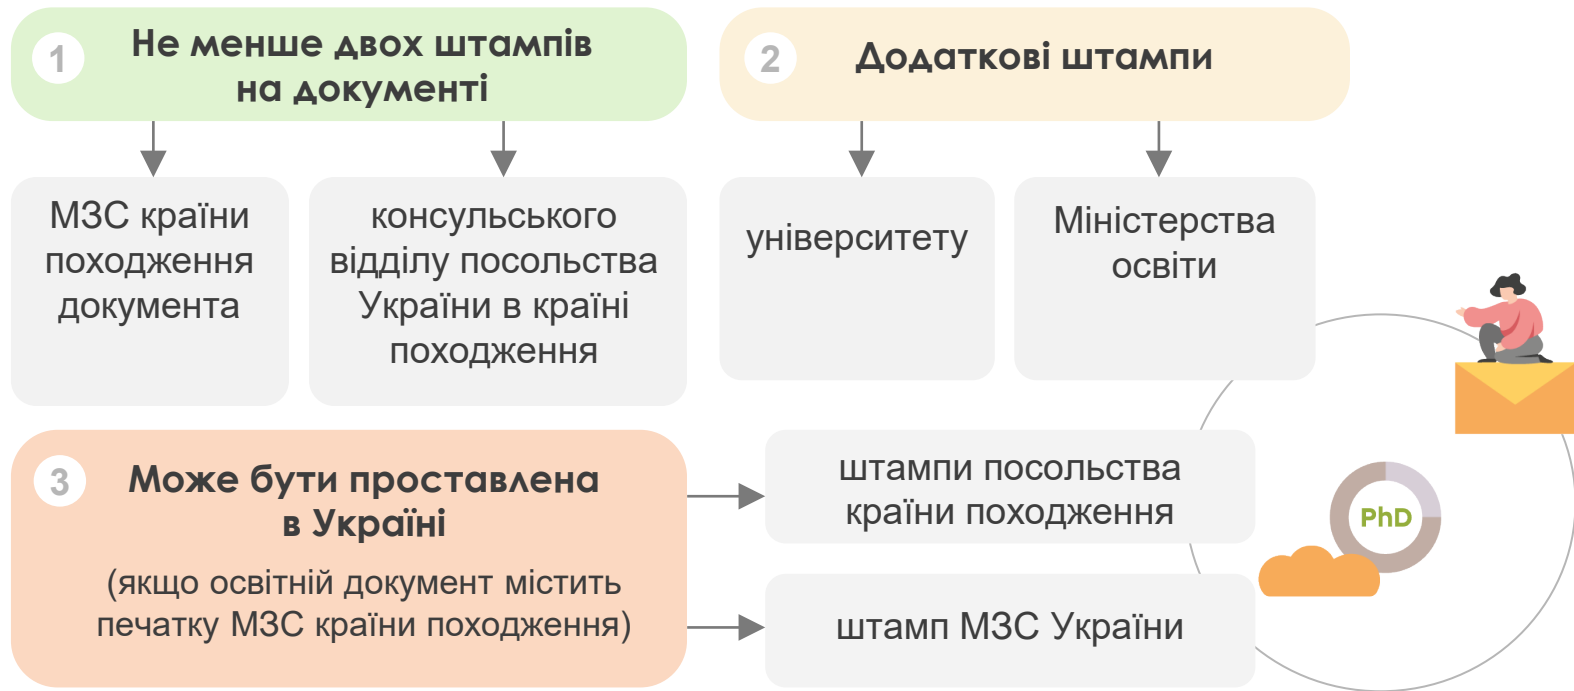 1
Не менше двох штампів
на документі
МЗС країни
походження
документа
консульського
відділу посольства
України в країні
походження
2
Додаткові штампи
університету
Міністерства
освіти
3
Може бути проставлена
в Україні
(якщо освітній документ містить
печатку МЗС країни походження)
штампи посольства
країни походження
штамп МЗС України
PhD